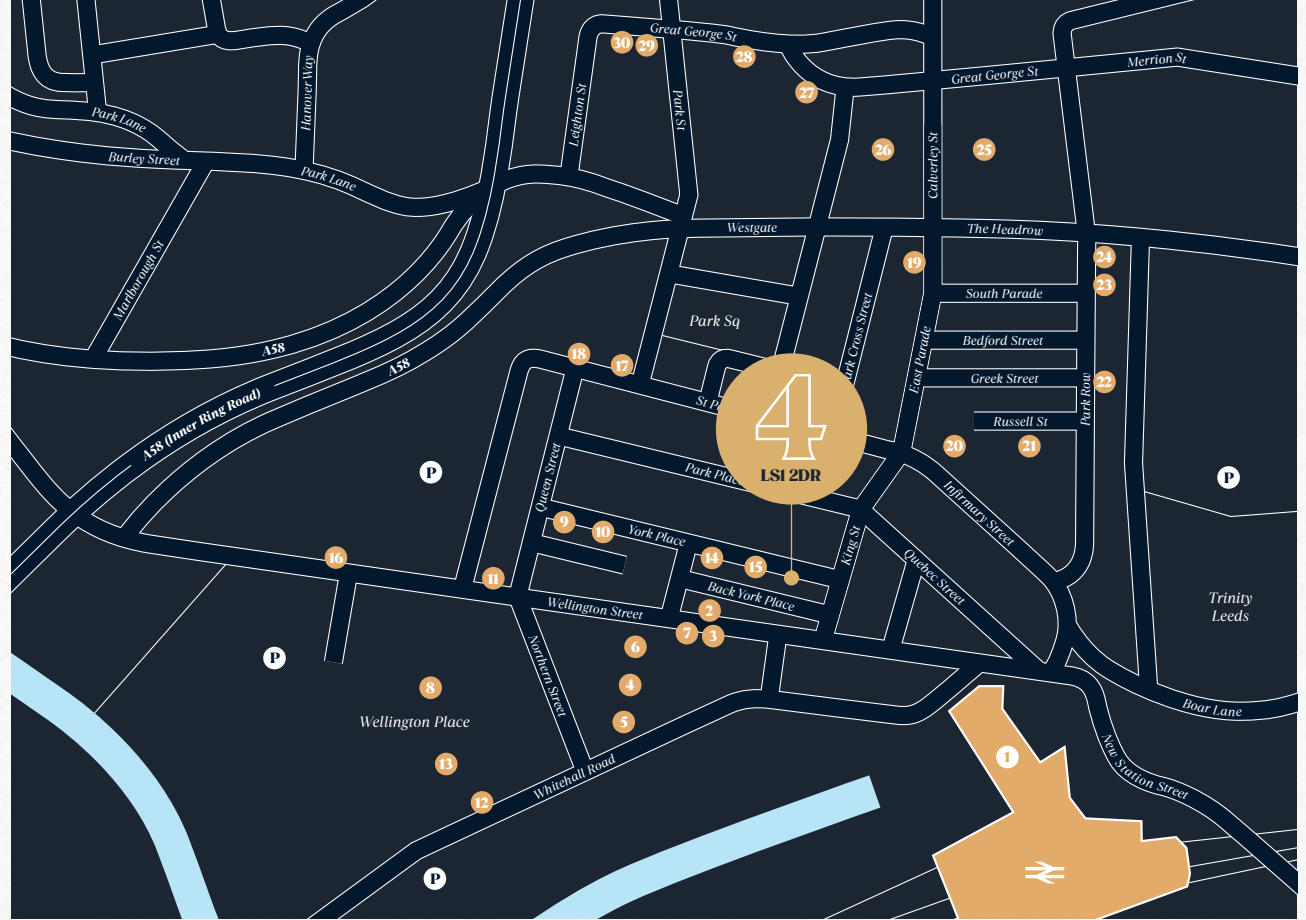 Great George St
30
29
28
27
Great George St
Merrion St
Hanover Way
Leighton St
Park St
Park Lane
Burley Street
Park Lane
26
Calverley St
25
Marlborough St
Westgate
The Headrow
19
24
23
South Parade
Park Sq
Park Cross Street
East Parade
Bedford Street
A58
A58
18
17
Greek Street
22
Park Row
St P
4
LS1 2DR
Russell St
20
21
A58 (Inner Ring Road)
P
Queen Street
Park Plac
P
Infirmary Street
9
10
York Place
14
15
King St
Quebec Street
16
11
Back York Place
Wellington Street
2
7
3
Trinity
Leeds
6
P
Northern Street
8
4
Wellington Place
5
Boar Lane
13
12
Whitehall Road
1
New Station Street
P